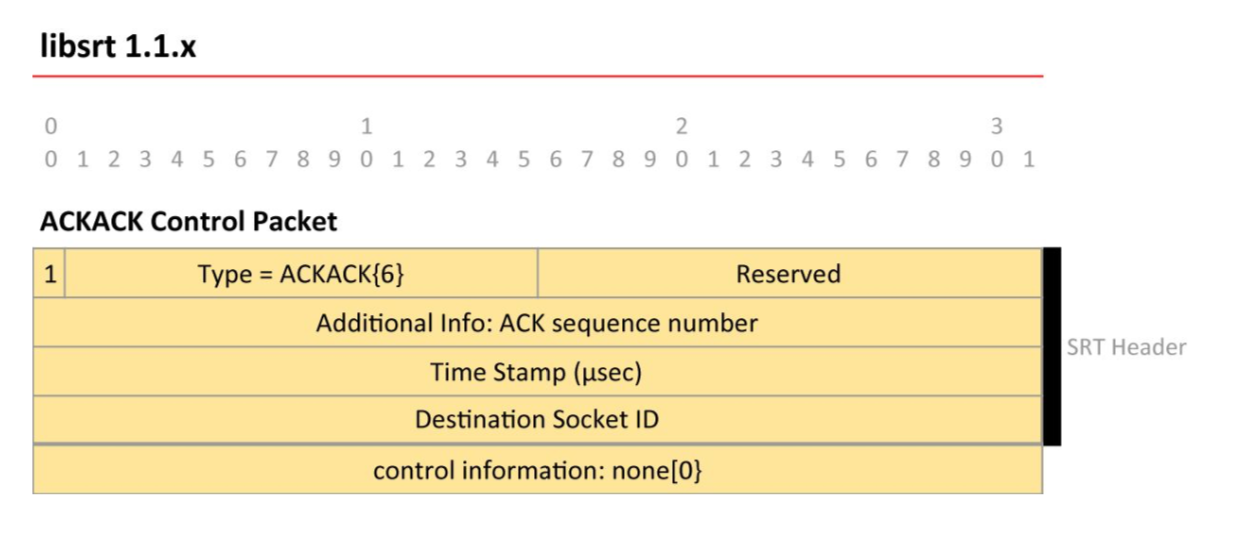 libsrt 1.1.x
0 1 2 3
0 1 2 3 4 5 6 7 8 9 0 1 2 3 4 5 6 7 8 9 0 1 2 3 4 5 6 7 8 9 0 1
ACKACK Control Packet
1 Type = ACKACK{6} Reserved
Additional Info: ACK sequence number
SRT Header
Time Stamp (μsec)
Destination Socket ID
control information: none[0}